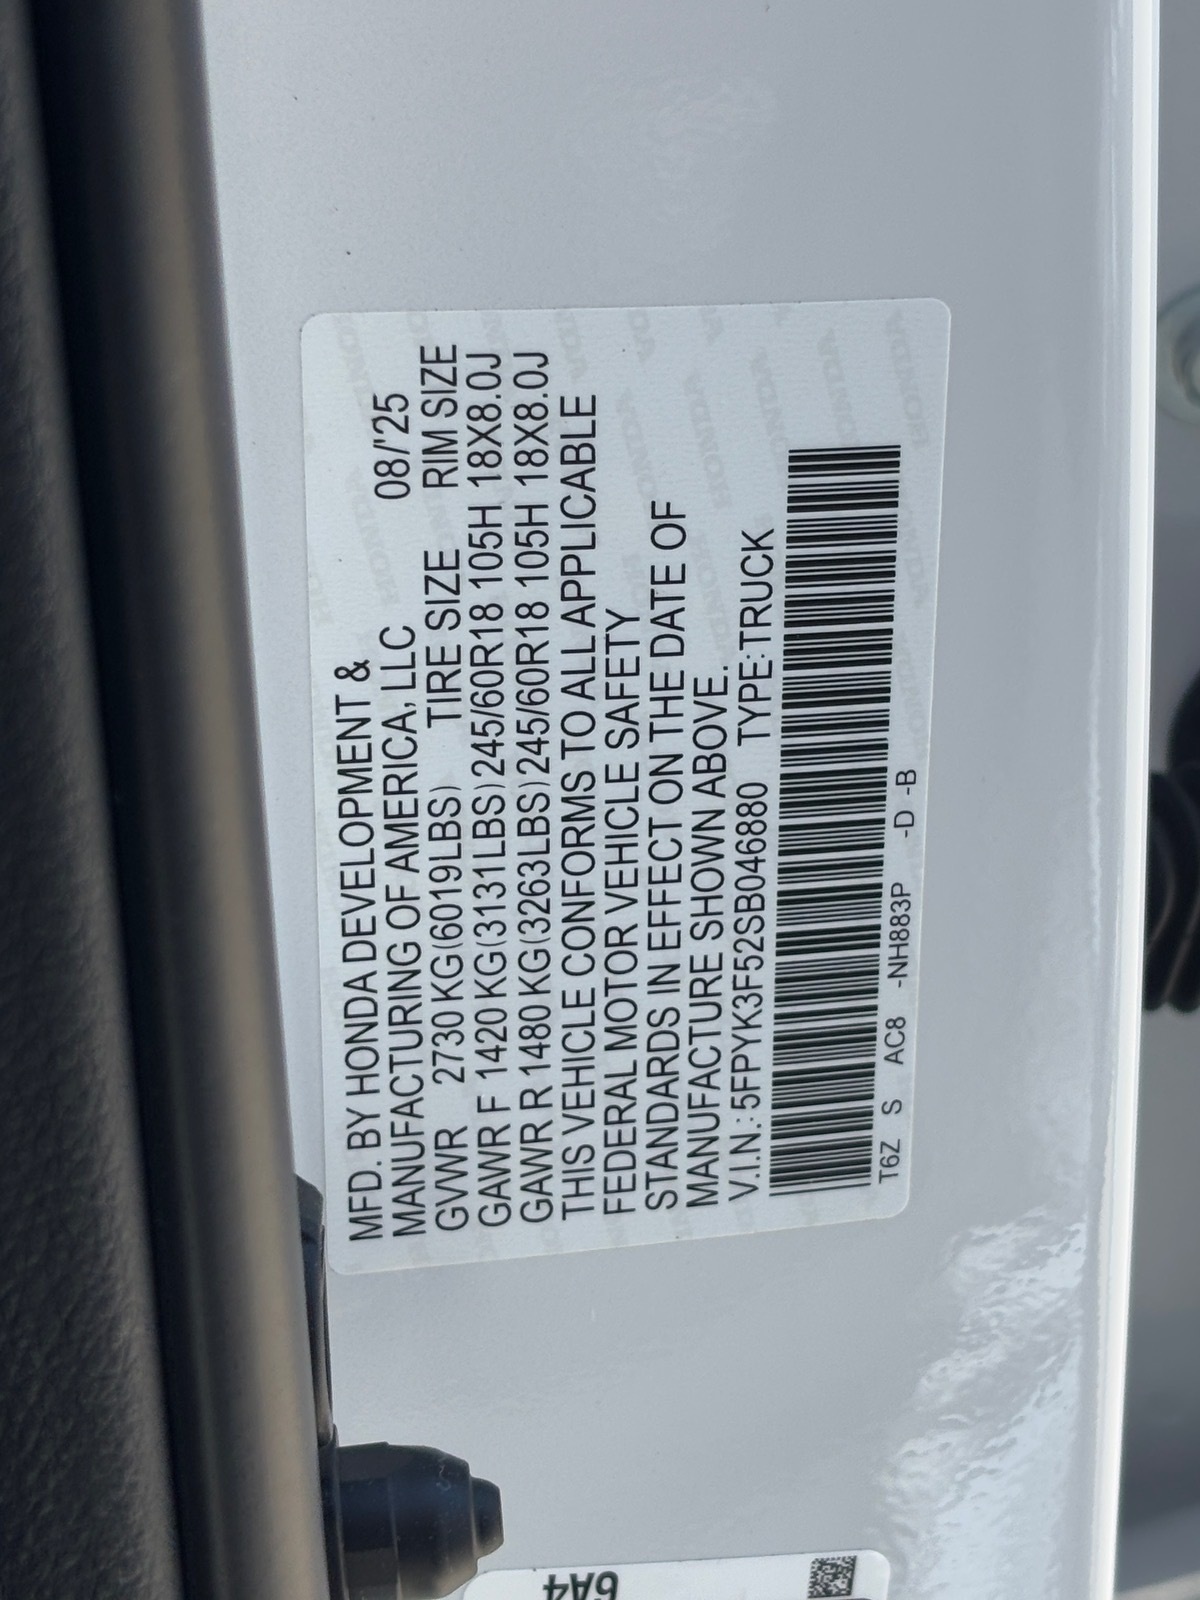 MFD. BY HONDA DEVELOPMENT &
MANUFACTURING OF AMERICA, LLC 08/'25
GVWR 2730 KG(6019LBS) TIRE SIZE RIM SIZE
GAWR F 1420 KG(3131LBS) 245/60R18 105H 18X8.0J
GAWR R 1480 KG(3263LBS) 245/60R18 105H 18X8.0J
THIS VEHICLE CONFORMS TO ALL APPLICABLE
FEDERAL MOTOR VEHICLE SAFETY
STANDARDS IN EFFECT ON THE DATE OF
MANUFACTURE SHOWN ABOVE.
V.I.N.: 5FPYK3F52SB046880 TYPE: TRUCK
T6Z S AC8 -NH883P -D -B
6A4